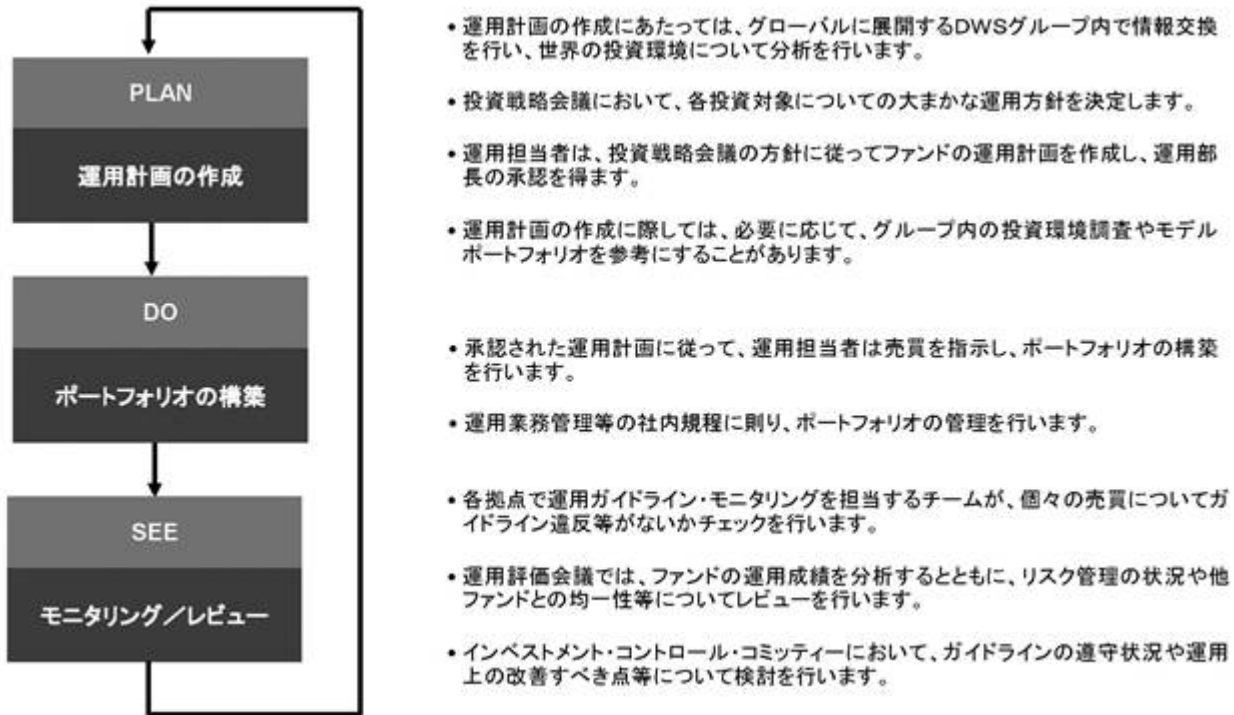 PLAN
運用計画の作成
• 運用計画の作成にあたっては、グローバルに展開するDWSグループ内で情報交換
を行い、世界の投資環境について分析を行います。
• 投資戦略会議において、各投資対象についての大まかな運用方針を決定します。
• 運用担当者は、投資戦略会議の方針に従ってファンドの運用計画を作成し、運用部
長の承認を得ます。
• 運用計画の作成に際しては、必要に応じて、グループ内の投資環境調査やモデル
ポートフォリオを参考にすることがあります。
DO
ポートフォリオの構築
• 承認された運用計画に従って、運用担当者は売買を指示し、ポートフォリオの構築
を行います。
• 運用業務管理等の社内規程に則り、ポートフォリオの管理を行います。
SEE
モニタリング／レビュー
• 各拠点で運用ガイドライン・モニタリングを担当するチームが、個々の売買についてガ
イドライン違反等がないかチェックを行います。
• 運用評価会議では、ファンドの運用成績を分析するとともに、リスク管理の状況や他
ファンドとの均一性等についてレビューを行います。
• インベストメント・コントロール・コミッティーにおいて、ガイドラインの遵守状況や運用
上の改善すべき点等について検討を行います。